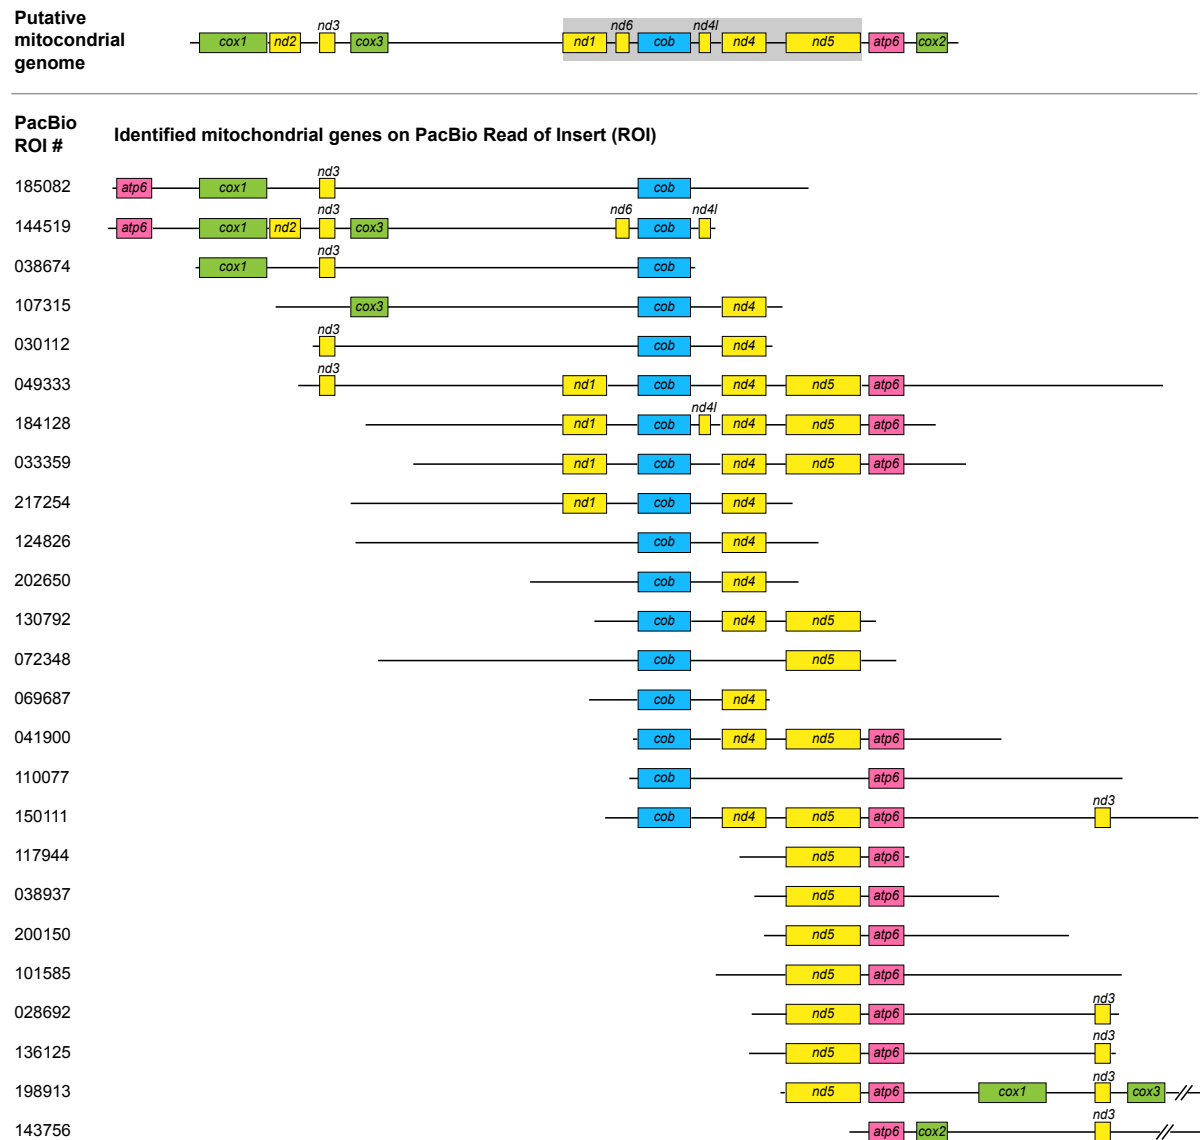 Putative
mitocondrial
genome
nd3 nd6 nd4l
cox1 nd2 cox3 nd1 cob nd4 nd5 atp6 cox2
PacBio
ROI #
Identified mitochondrial genes on PacBio Read of Insert (ROI)
nd3
185082 atp6 cox1 cob
nd3 nd6 nd4l
144519 atp6 cox1 nd2 cox3 cob
nd3
038674 cox1 cob
107315 cox3 cob nd4
nd3
030112 cob nd4
nd3
049333 nd1 cob nd4 nd5 atp6
nd4l
184128 nd1 cob nd4 nd5 atp6
033359 nd1 cob nd4 nd5 atp6
217254 nd1 cob nd4
124826 cob nd4
202650 cob nd4
130792 cob nd4 nd5
072348 cob nd5
069687 cob nd4
041900 cob nd4 nd5 atp6
110077 cob atp6
nd3
150111 cob nd4 nd5 atp6
117944 nd5 atp6
038937 nd5 atp6
200150 nd5 atp6
101585 nd5 atp6
nd3
028692 nd5 atp6
nd3
136125 nd5 atp6
nd3
198913 nd5 atp6 cox1 cox3
nd3
143756 atp6 cox2